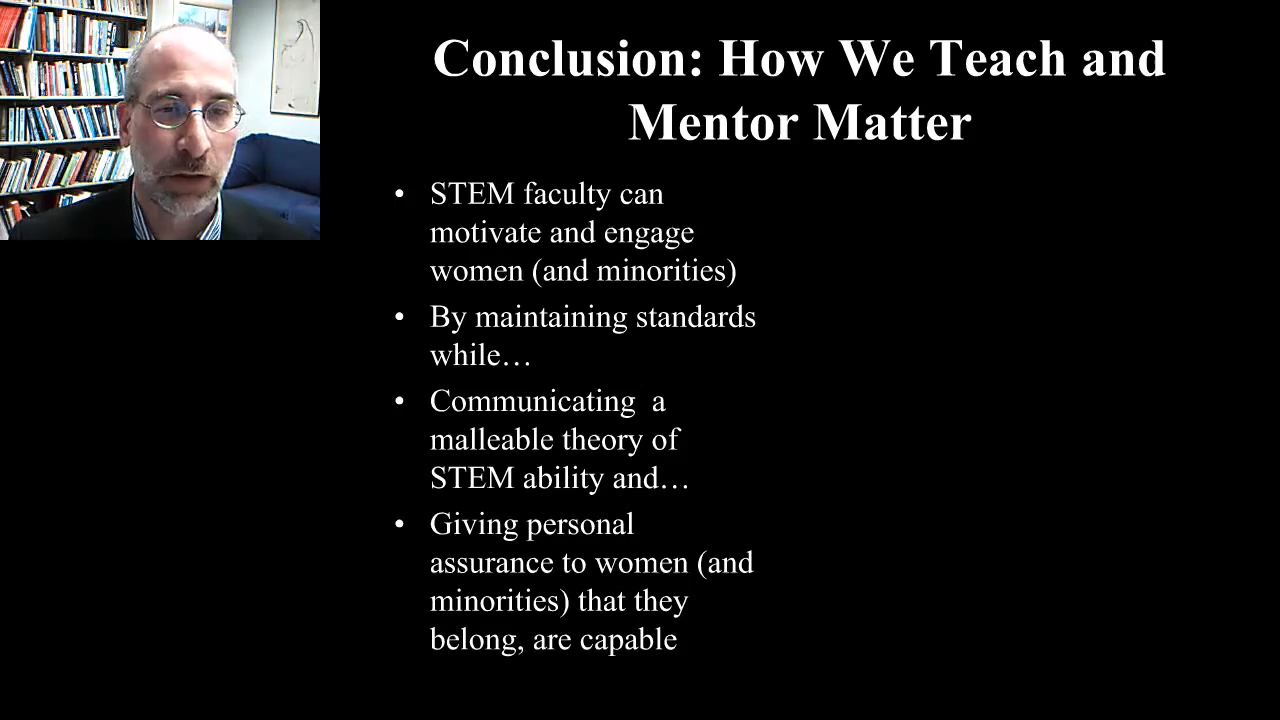 Conclusion: How We Teach and
Mentor Matter
• STEM faculty can
motivate and engage
women (and minorities)
• By maintaining standards
while…
• Communicating  a
malleable theory of
STEM ability and…
• Giving personal
assurance to women (and
minorities) that they
belong, are capable